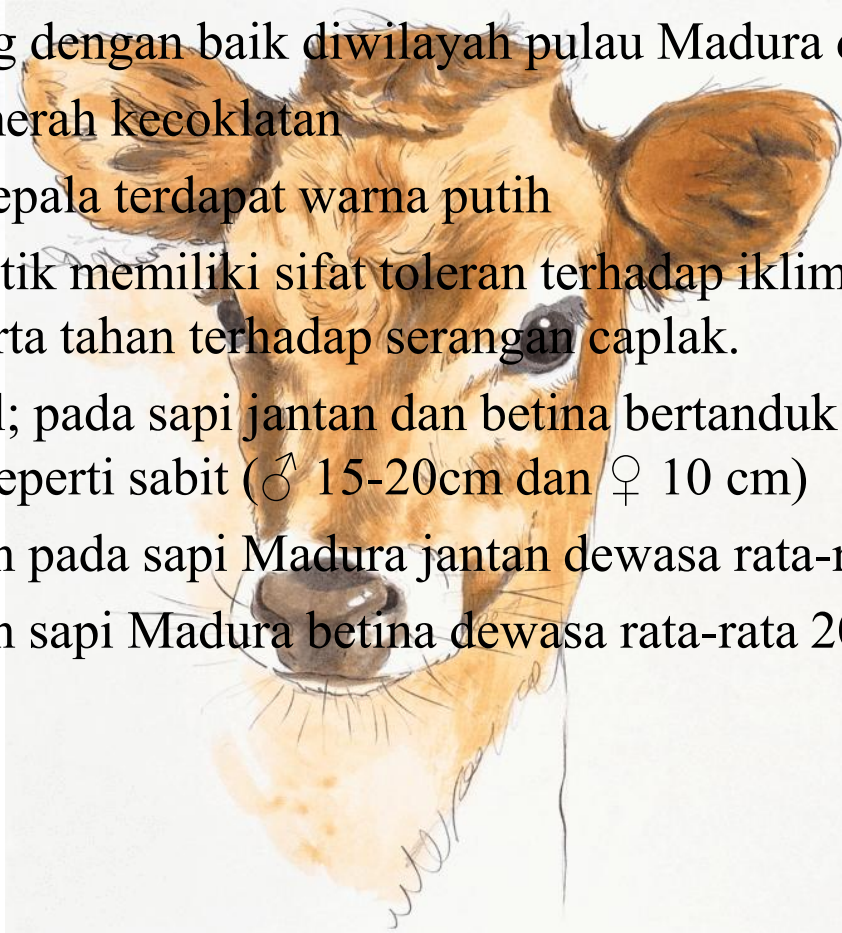 g dengan baik diwilayah pulau Madura
erah kecoklatan
epala terdapat warna putih
tik memiliki sifat toleran terhadap iklim
rta tahan terhadap serangan caplak.
; pada sapi jantan dan betina bertanduk
eperti sabit (♂ 15-20cm dan ♀ 10 cm)
pada sapi Madura jantan dewasa rata-r
sapi Madura betina dewasa rata-rata 2